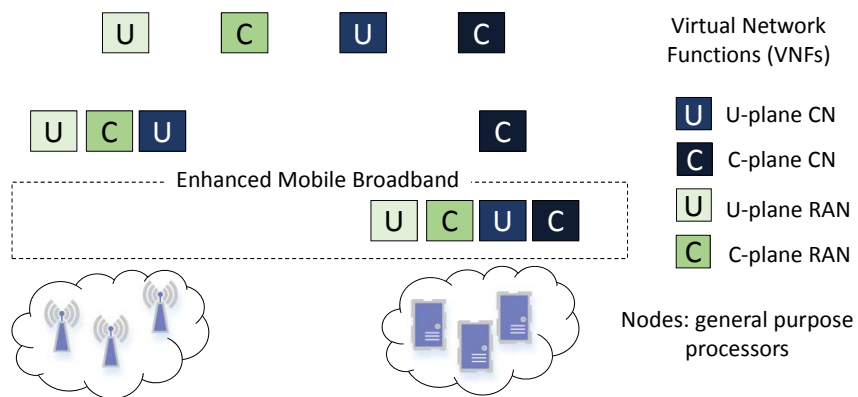 U C U C
Virtual Network
Functions (VNFs)
U C U C
U U-plane CN
C C-plane CN
Enhanced Mobile Broadband
U C U C
U U-plane RAN
C C-plane RAN
Nodes: general purpose
processors